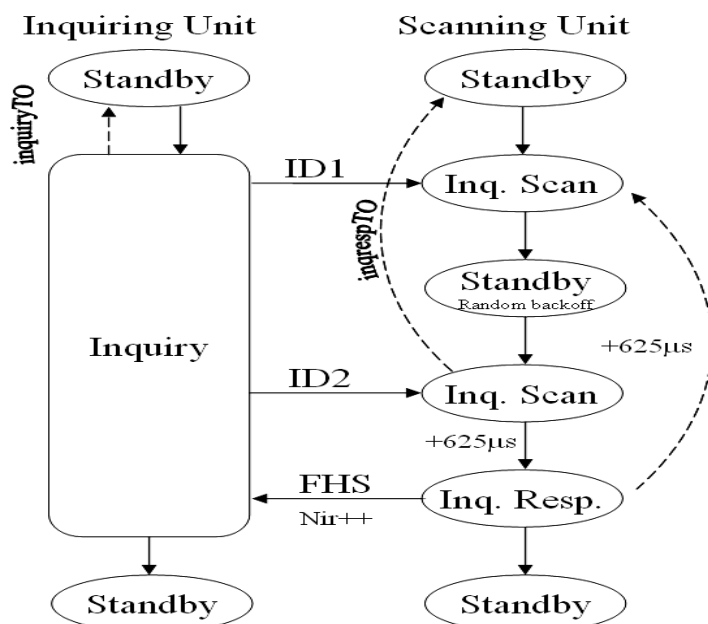 Inquiring Unit
Scanning Unit
Standby
Standby
inquiryTO
ID1
Inq. Scan
inqrespTO
Standby
Random backoff
Inquiry
+625μs
ID2
Inq. Scan
+625μs
FHS
Inq. Resp.
Nir++
Standby
Standby